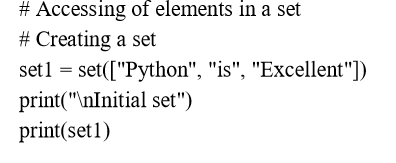 # Accessing of elements in a set
# Creating a set
set1 = set(["Python", "is", "Excellent"])
print("\nInitial set")
print(set1)